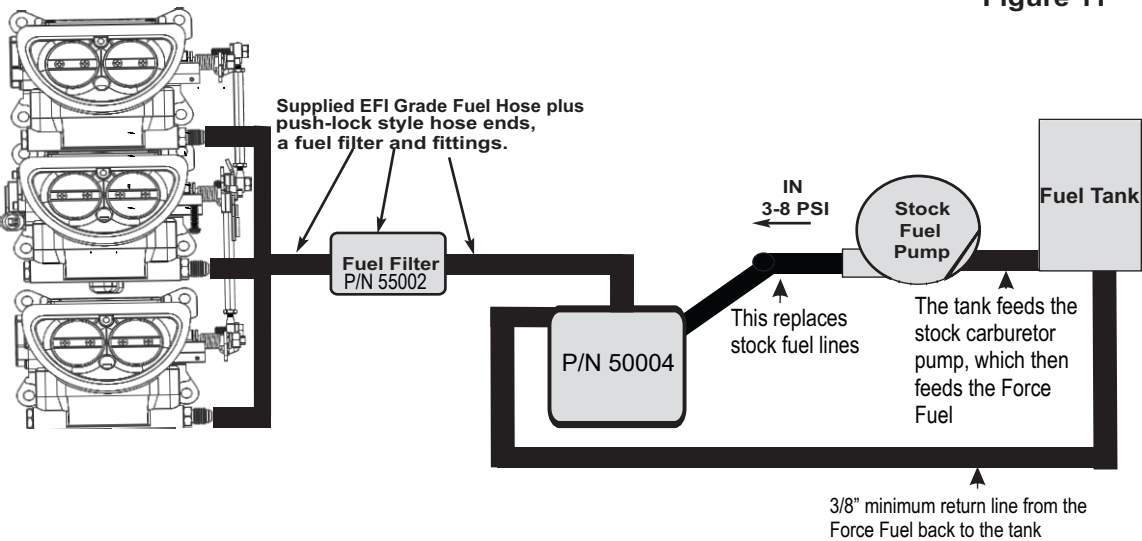 Figure 11
Supplied EFI Grade Fuel Hose plus
push-lock style hose ends,
a fuel filter and fittings.
Fuel Filter
P/N 55002
P/N 50004
IN
3-8 PSI
This replaces
stock fuel lines
Stock
Fuel
Pump
Fuel Tank
The tank feeds the
stock carburetor
pump, which then
feeds the Force
Fuel
3/8” minimum return line from the
Force Fuel back to the tank